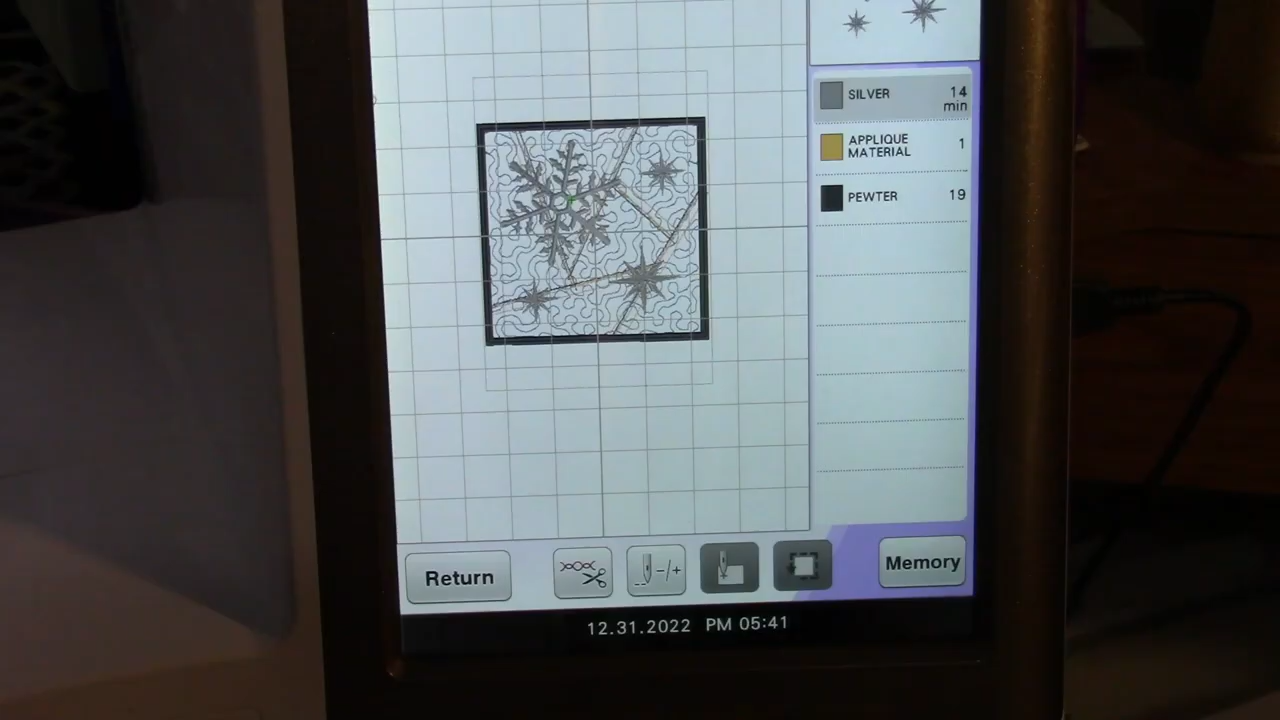 SILVER 14
min
APPLIQUE
MATERIAL 1
PEWTER 19
-/+
Return
Memory
12.31.2022 PM 05:41